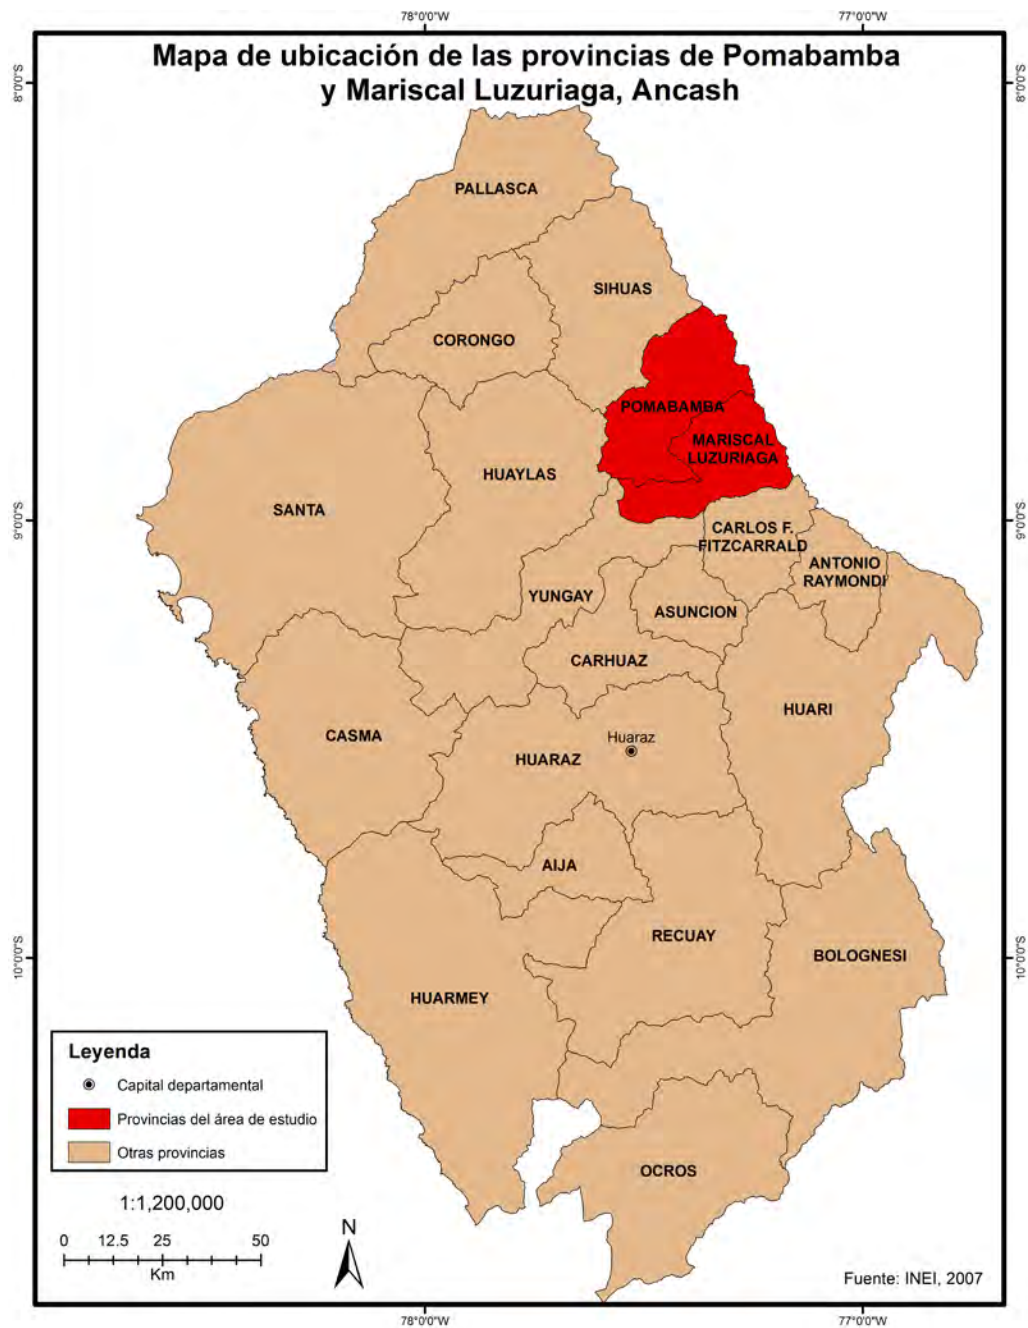 78°0'0"W
77°0'0"W
Mapa de ubicación de las provincias de Pomabamba
y Mariscal Luzuriaga, Ancash
8°0'0"S
8°0'0"S
PALLASCA
SIHUAS
CORONGO
POMABAMBA
MARISCAL
LUZURIAGA
HUAYLAS
SANTA
9°0'0"S
9°0'0"S
CARLOS F.
FITZCARRALD
ANTONIO
RAYMONDI
YUNGAY
ASUNCION
CARHUAZ
HUARI
CASMA
Huaraz
HUARAZ
AIJA
RECUAY
BOLOGNESI
10°0'0"S
10°0'0"S
HUARMEY
OCROS
Leyenda
Capital departamental
Provincias del área de estudio
Otras provincias
1:1,200,000
0 12.5 25 50
Km
N
Fuente: INEI, 2007
78°0'0"W
77°0'0"W